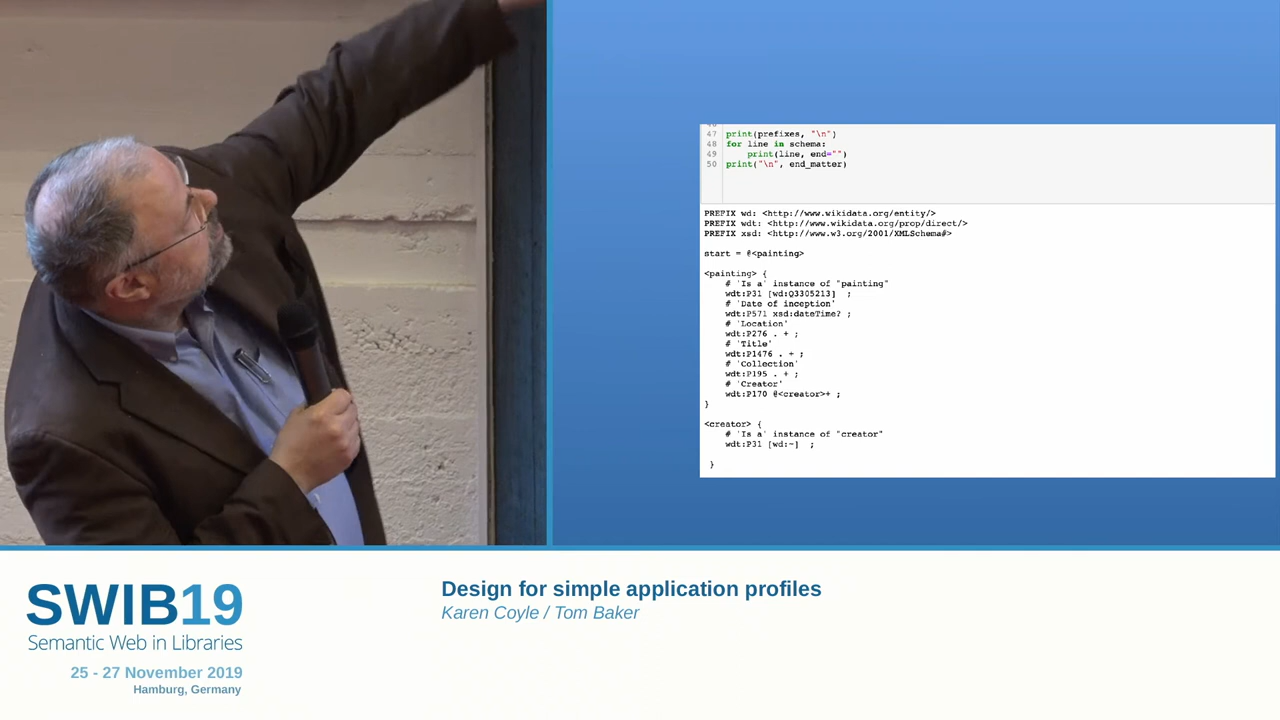 47 print(prefixes, "\n")
48 for line in schema:
49 print(line, end="")
50 print("\n", end_matter)
PREFIX wd: <http://www.wikidata.org/entity/>
PREFIX wdt: <http://www.wikidata.org/prop/direct/>
PREFIX xsd: <http://www.w3.org/2001/XMLSchema#>
start = @<painting>
<painting> {
# 'Is a' instance of "painting"
wdt:P31 [wd:Q3305213] ;
# 'Date of inception'
wdt:P571 xsd:dateTime? ;
# 'Location'
wdt:P276 . + ;
# 'Title'
wdt:P1476 . + ;
# 'Collection'
wdt:P195 . + ;
# 'Creator'
wdt:P170 @<creator>+ ;
}
<creator> {
# 'Is a' instance of "creator"
wdt:P31 [wd:~] ;
}
SWIB19
Semantic Web in Libraries
25 - 27 November 2019
Hamburg, Germany
Design for simple application profiles
Karen Coyle / Tom Baker